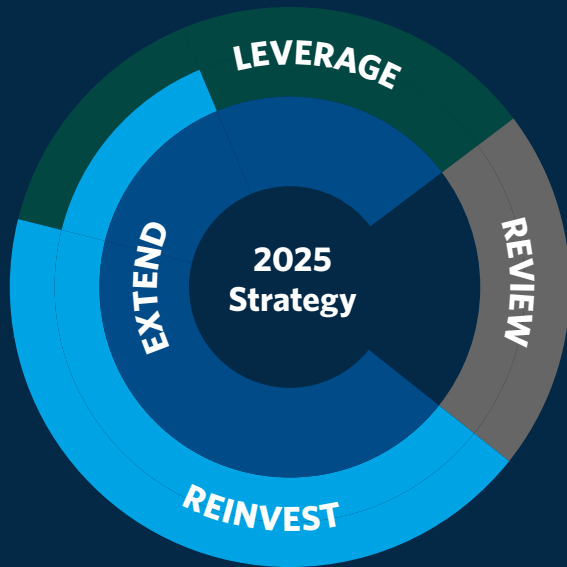 LEVERAGE
REVIEW
2025
Strategy
EXTEND
REINVEST